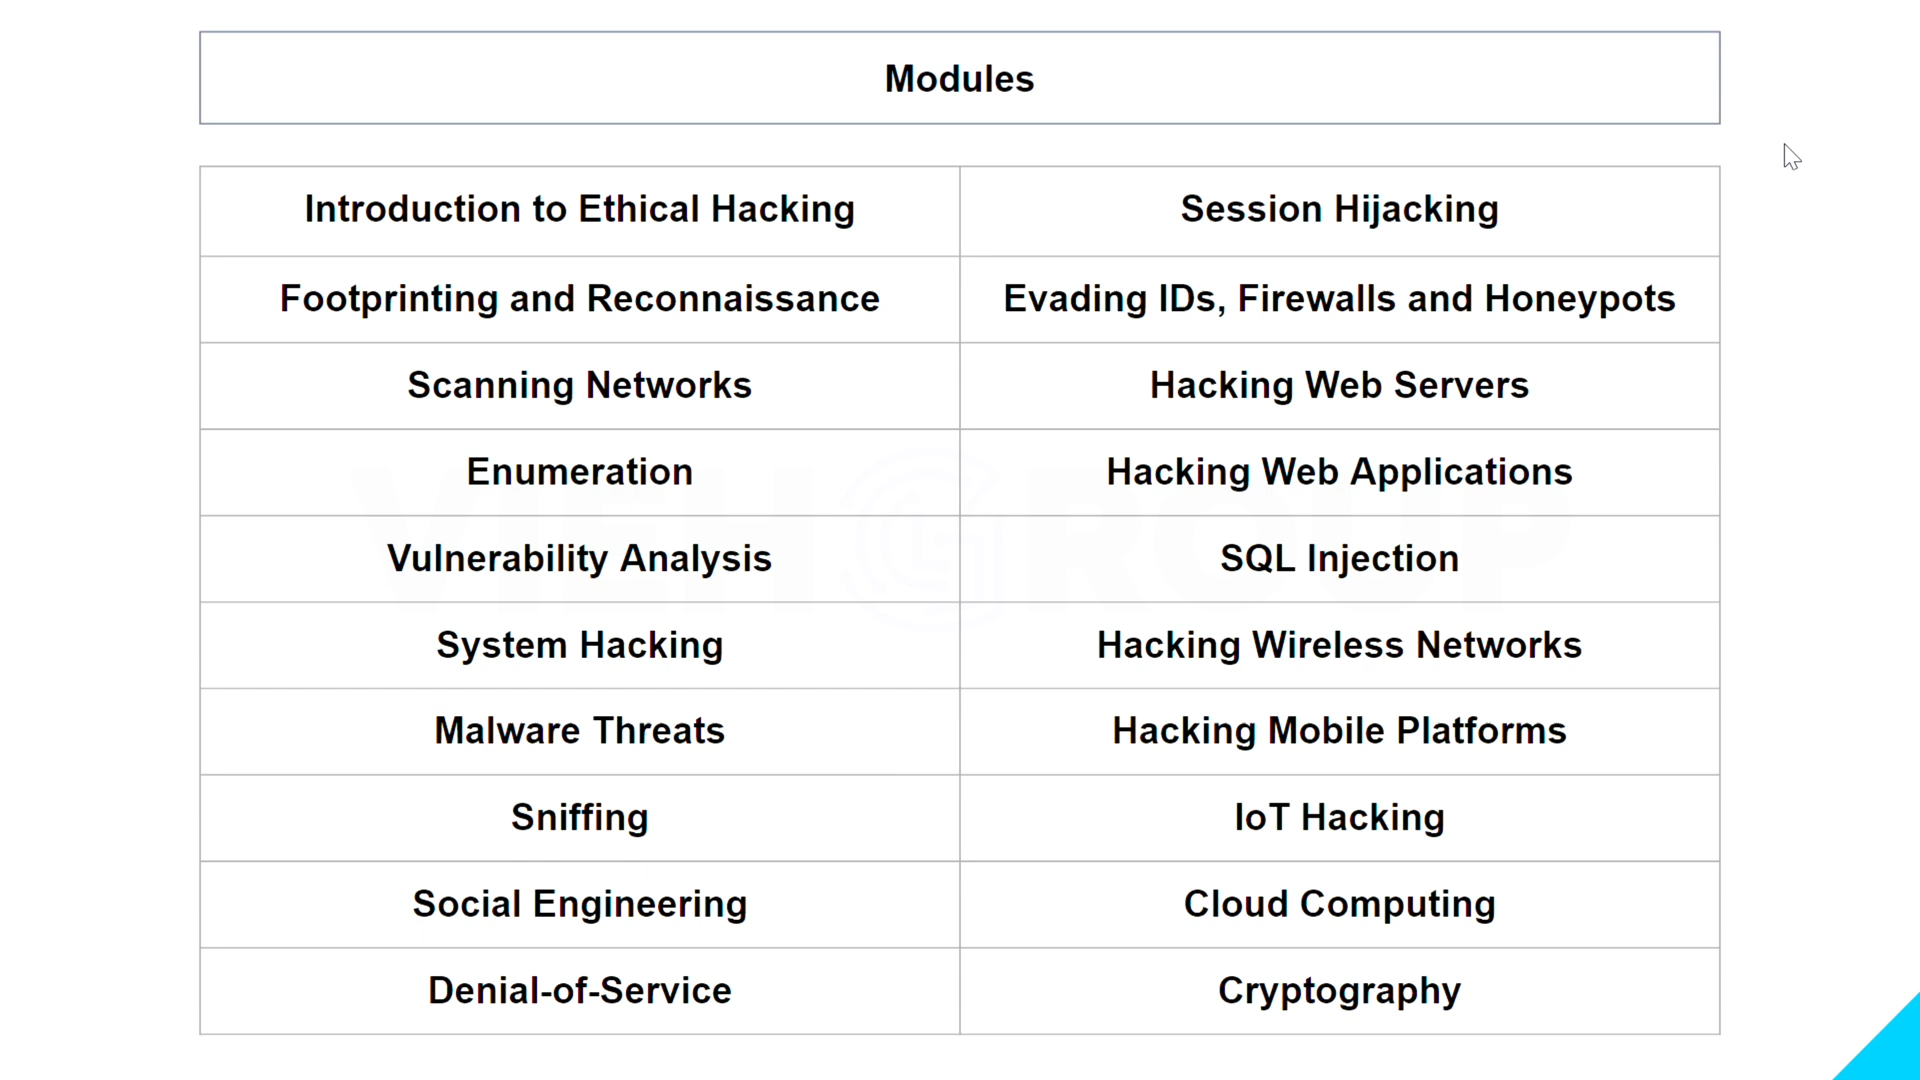 Modules
Introduction to Ethical Hacking
Session Hijacking
Footprinting and Reconnaissance
Evading IDs, Firewalls and Honeypots
Scanning Networks
Hacking Web Servers
Enumeration
Hacking Web Applications
Vulnerability Analysis
SQL Injection
System Hacking
Hacking Wireless Networks
Malware Threats
Hacking Mobile Platforms
Sniffing
IoT Hacking
Social Engineering
Cloud Computing
Denial-of-Service
Cryptography
VIEH GROUP